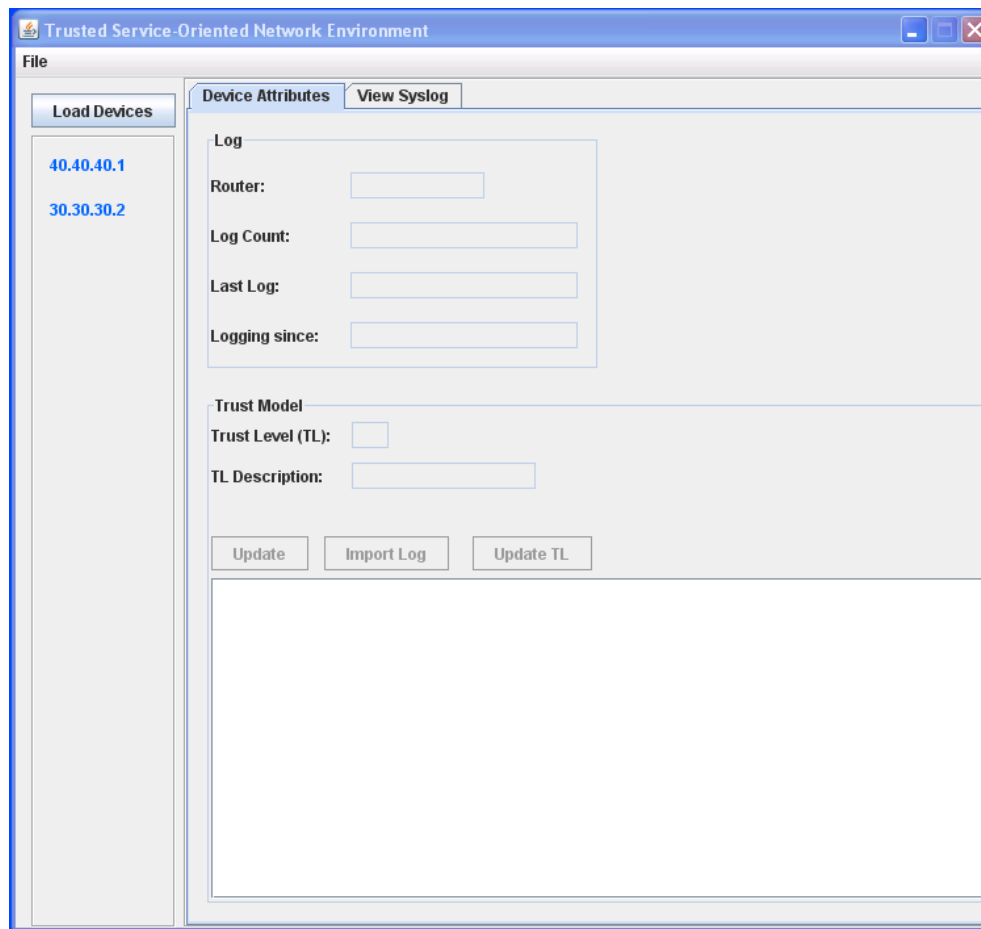 Trusted Service-Oriented Network Environment
File
Load Devices
40.40.40.1
30.30.30.2
Device Attributes View Syslog
Log
Router:
Log Count:
Last Log:
Logging since:
Trust Model
Trust Level (TL):
TL Description:
Update Import Log Update TL